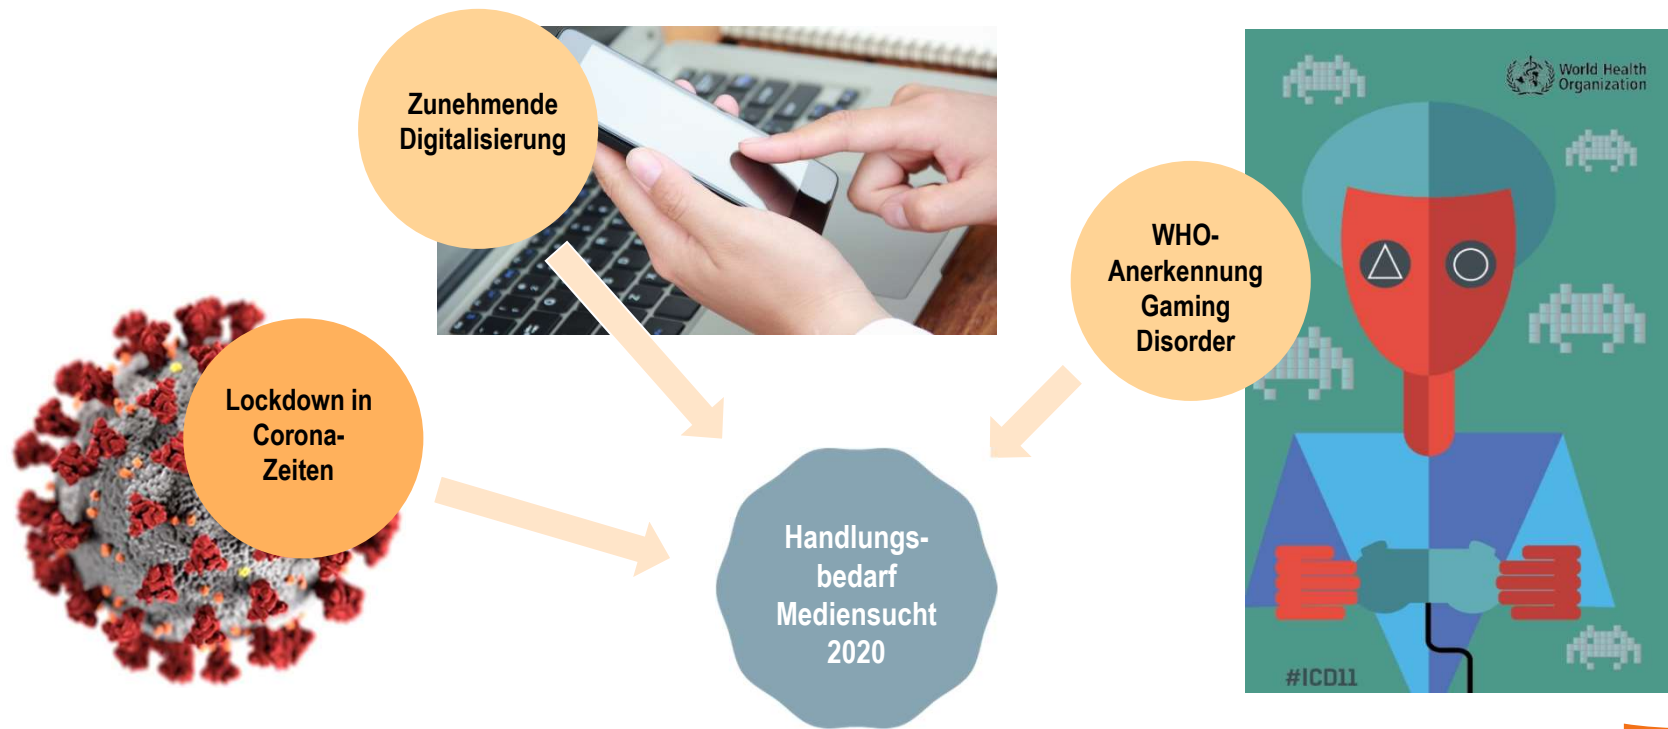 Zunehmende
Digitalisierung
World Health
Organization
WHO-
Anerkennung
Gaming
Disorder
Lockdown in
Corona-
Zeiten
Handlungs-
bedarf
Mediensucht
2020
#ICD11